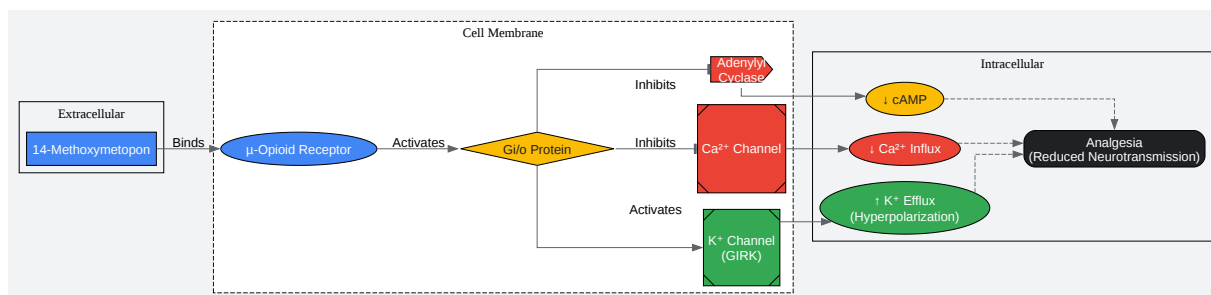 Extracellular
14-Methoxymetopon
Binds
Cell Membrane
μ-Opioid Receptor
Activates
Gi/o Protein
Inhibits
Adenylyl
Cyclase
Inhibits
Ca²⁺ Channel
Activates
K⁺ Channel
(GIRK)
Intracellular
↓ cAMP
↓ Ca²⁺ Influx
↑ K⁺ Efflux
(Hyperpolarization)
Analgesia
(Reduced Neurotransmission)